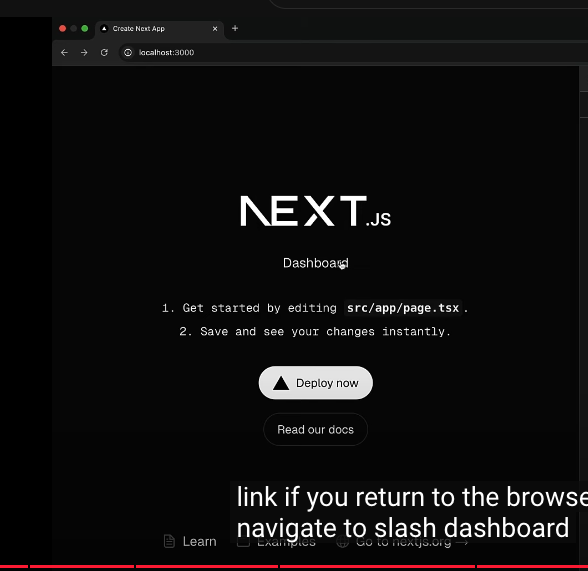 Create Next App
localhost:3000
NEXT.JS
Dashboard
1. Get started by editing src/app/page.tsx.
2. Save and see your changes instantly.
Deploy now
Read our docs
link if you return to the browse
navigate to slash dashboard
Learn Examples Go to nextjs.org →